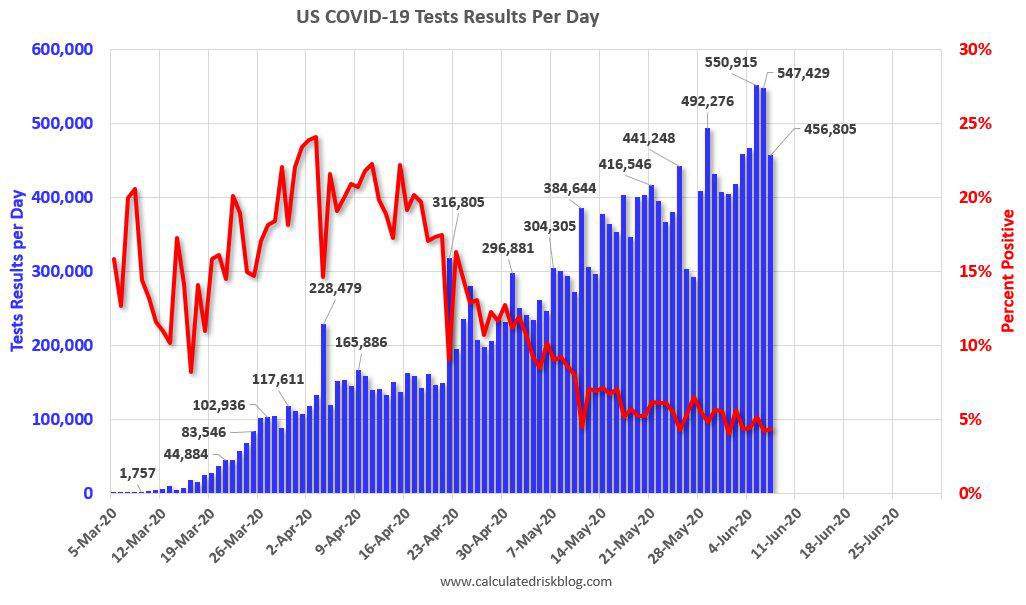 US COVID-19 Tests Results Per Day
600,000
500,000
400,000
300,000
200,000
100,000
0
Tests Results per Day
30%
25%
20%
15%
10%
5%
0%
Percent Positive
1,757
44,884
83,546
102,936
117,611
228,479
165,886
316,805
296,881
304,305
384,644
416,546
441,248
492,276
550,915
547,429
456,805
5-Mar-20
12-Mar-20
19-Mar-20
26-Mar-20
2-Apr-20
9-Apr-20
16-Apr-20
23-Apr-20
30-Apr-20
7-May-20
14-May-20
21-May-20
28-May-20
4-Jun-20
11-Jun-20
18-Jun-20
25-Jun-20
www.calculatedriskblog.com